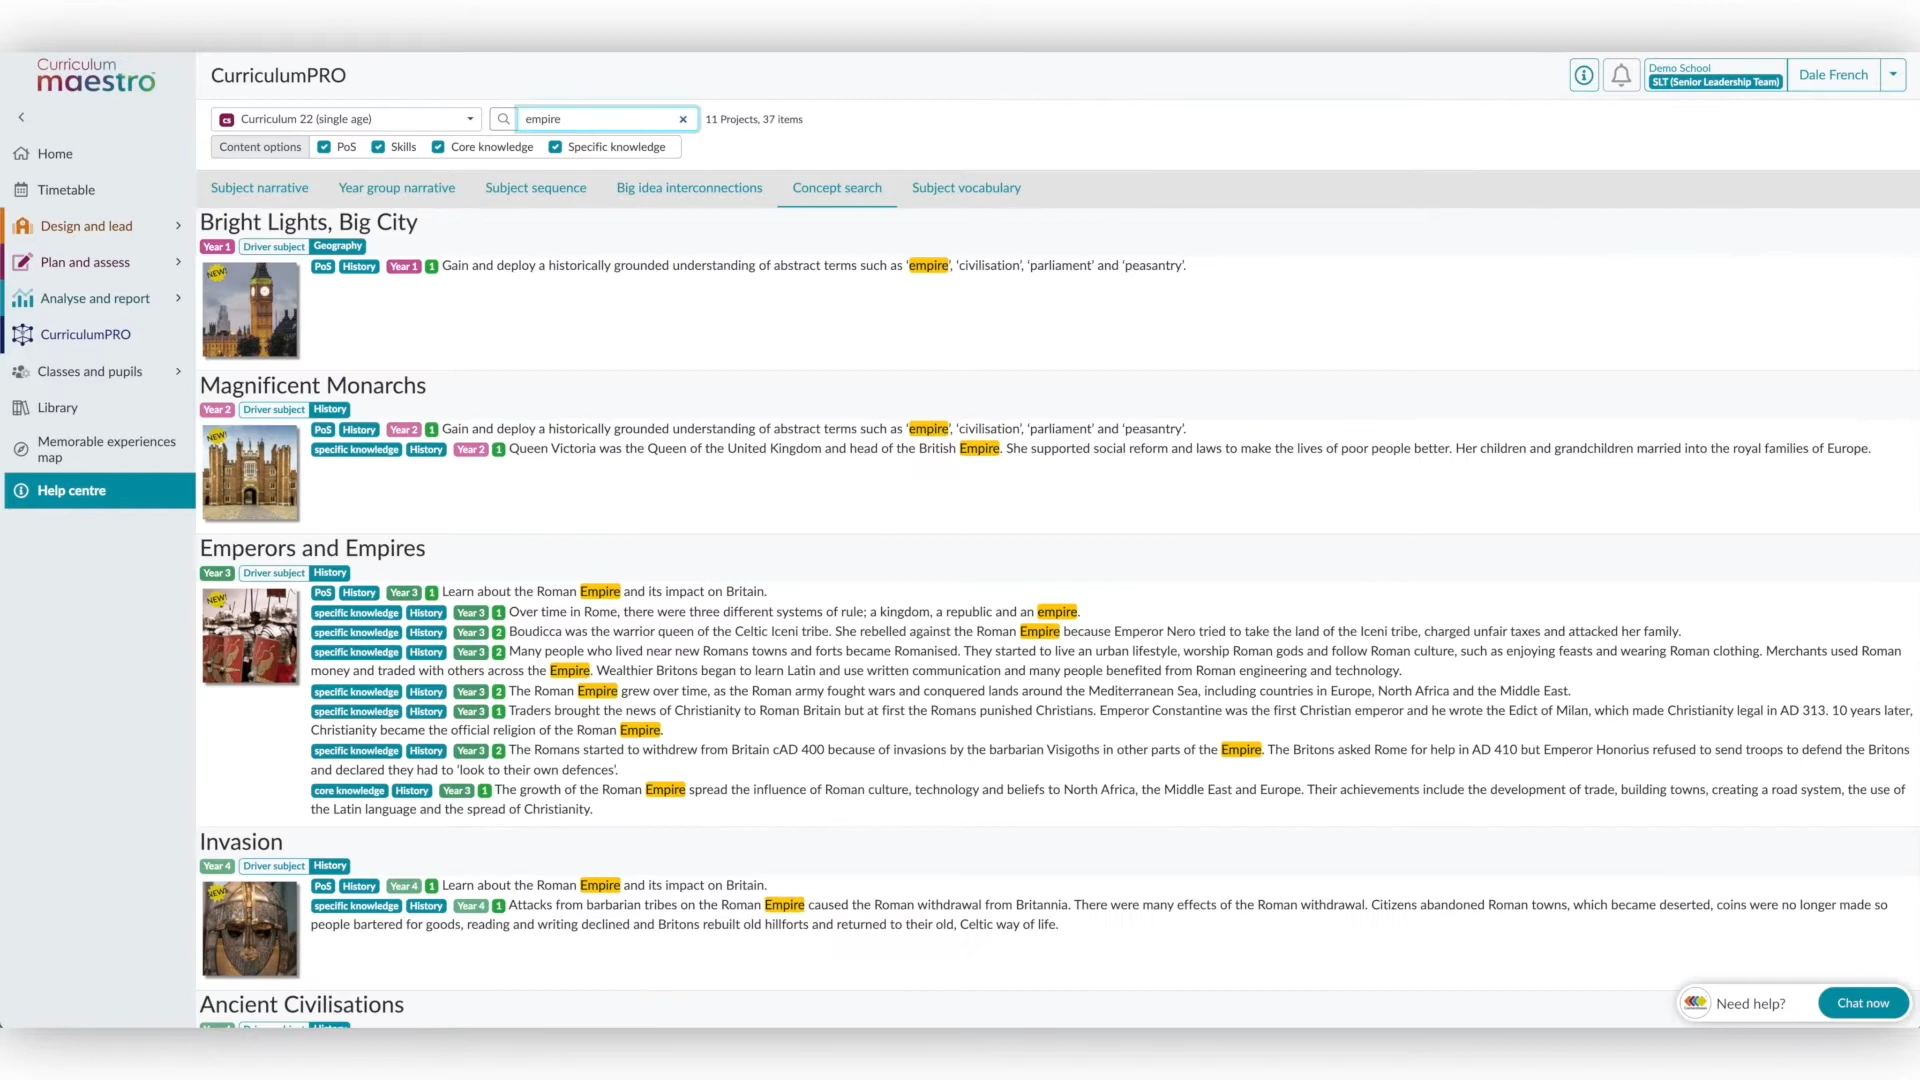 Curriculum
maestro
CurriculumPRO
Demo School
SLT (Senior Leadership Team)
Dale French
cs Curriculum 22 (single age)
empire
11 Projects, 37 items
Content options PoS Skills Core knowledge Specific knowledge
Home
Timetable
Design and lead
Plan and assess
Analyse and report
CurriculumPRO
Classes and pupils
Library
Memorable experiences
map
Help centre
Subject narrative Year group narrative Subject sequence Big idea interconnections Concept search Subject vocabulary
Bright Lights, Big City
Year 1 Driver subject Geography
NEW!
PoS History Year 1 1 Gain and deploy a historically grounded understanding of abstract terms such as ‘empire’, ‘civilisation’, ‘parliament’ and ‘peasantry’.
Magnificent Monarchs
Year 2 Driver subject History
NEW!
PoS History Year 2 1 Gain and deploy a historically grounded understanding of abstract terms such as ‘empire’, ‘civilisation’, ‘parliament’ and ‘peasantry’.
specific knowledge History Year 2 1 Queen Victoria was the Queen of the United Kingdom and head of the British Empire. She supported social reform and laws to make the lives of poor people better. Her children and grandchildren married into the royal families of Europe.
Emperors and Empires
Year 3 Driver subject History
NEW!
PoS History Year 3 1 Learn about the Roman Empire and its impact on Britain.
specific knowledge History Year 3 1 Over time in Rome, there were three different systems of rule; a kingdom, a republic and an empire.
specific knowledge History Year 3 2 Boudicca was the warrior queen of the Celtic Iceni tribe. She rebelled against the Roman Empire because Emperor Nero tried to take the land of the Iceni tribe, charged unfair taxes and attacked her family.
specific knowledge History Year 3 2 Many people who lived near new Romans towns and forts became Romanised. They started to live an urban lifestyle, worship Roman gods and follow Roman culture, such as enjoying feasts and wearing Roman clothing. Merchants used Roman
money and traded with others across the Empire. Wealthier Britons began to learn Latin and use written communication and many people benefited from Roman engineering and technology.
specific knowledge History Year 3 2 The Roman Empire grew over time, as the Roman army fought wars and conquered lands around the Mediterranean Sea, including countries in Europe, North Africa and the Middle East.
specific knowledge History Year 3 1 Traders brought the news of Christianity to Roman Britain but at first the Romans punished Christians. Emperor Constantine was the first Christian emperor and he wrote the Edict of Milan, which made Christianity legal in AD 313. 10 years later,
Christianity became the official religion of the Roman Empire.
specific knowledge History Year 3 2 The Romans started to withdrew from Britain cAD 400 because of invasions by the barbarian Visigoths in other parts of the Empire. The Britons asked Rome for help in AD 410 but Emperor Honorius refused to send troops to defend the Britons
and declared they had to ‘look to their own defences’.
core knowledge History Year 3 1 The growth of the Roman Empire spread the influence of Roman culture, technology and beliefs to North Africa, the Middle East and Europe. Their achievements include the development of trade, building towns, creating a road system, the use of
the Latin language and the spread of Christianity.
Invasion
Year 4 Driver subject History
NEW!
PoS History Year 4 1 Learn about the Roman Empire and its impact on Britain.
specific knowledge History Year 4 1 Attacks from barbarian tribes on the Roman Empire caused the Roman withdrawal from Britannia. There were many effects of the Roman withdrawal. Citizens abandoned Roman towns, which became deserted, coins were no longer made so
people bartered for goods, reading and writing declined and Britons rebuilt old hillforts and returned to their old, Celtic way of life.
Ancient Civilisations
Need help?
Chat now